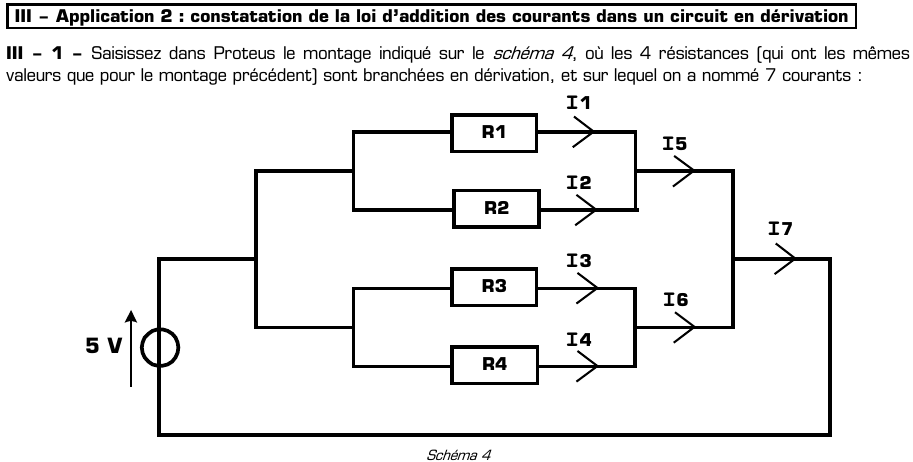 III – Application 2 : constatation de la loi d’addition des courants dans un circuit en dérivation
III – 1 – Saisissez dans Proteus le montage indiqué sur le schéma 4, où les 4 résistances (qui ont les mêmes
valeurs que pour le montage précédent) sont branchées en dérivation, et sur lequel on a nommé 7 courants :
I1
R1
I5
I2
R2
I7
I3
R3
I6
I4
5 V
R4
Schéma 4